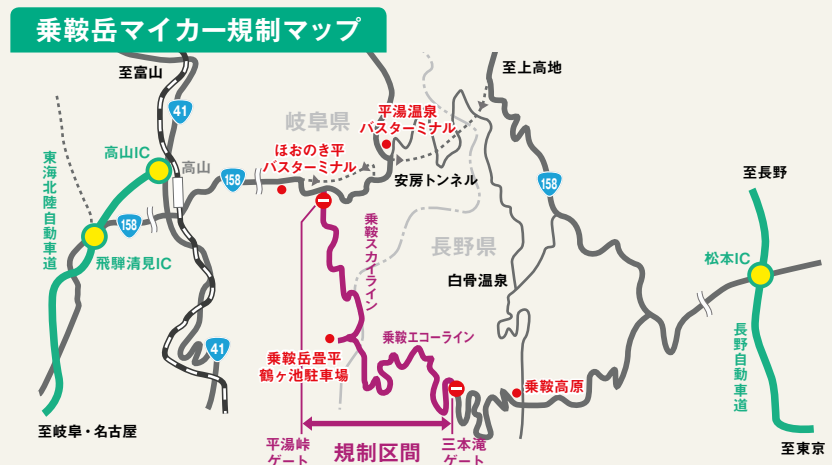 乗鞍岳マイカー規制マップ
至富山
至上高地
41
岐阜県
平湯温泉
バスターミナル
高山IC
高山
ほおのき平
バスターミナル
東海北陸自動車道
158
安房トンネル
158
至長野
158
乗鞍スカイライン
長野県
飛騨清見IC
松本IC
白骨温泉
乗鞍エコーライン
41
乗鞍岳畳平
鶴ヶ池駐車場
乗鞍高原
長野自動車道
至岐阜・名古屋
平湯峠
ゲート
規制区間
三本滝
ゲート
至東京